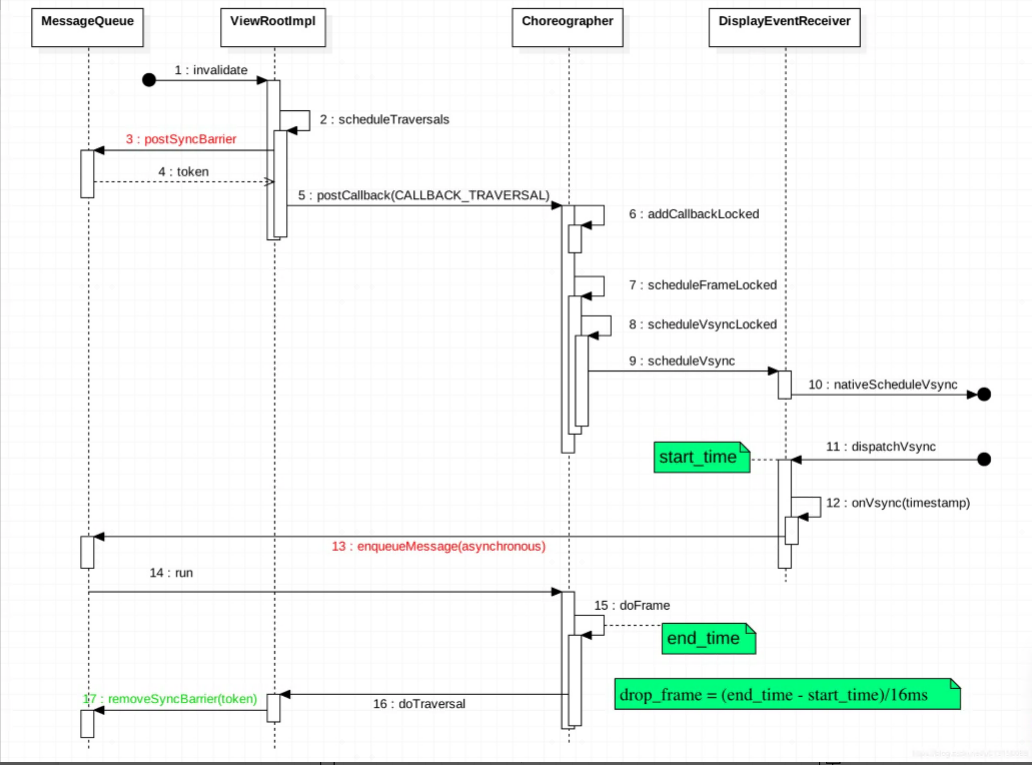 MessageQueue
ViewRootImpl
Choreographer
DisplayEventReceiver
1 : invalidate
2 : scheduleTraversals
3 : postSyncBarrier
4 : token
5 : postCallback(CALLBACK_TRAVERSAL)
6 : addCallbackLocked
7 : scheduleFrameLocked
8 : scheduleVsyncLocked
9 : scheduleVsync
10 : nativeScheduleVsync
start_time
11 : dispatchVsync
12 : onVsync(timestamp)
13 : enqueueMessage(asynchronous)
14 : run
15 : doFrame
end_time
drop_frame = (end_time - start_time)/16ms
17 : removeSyncBarrier(token)
16 : doTraversal